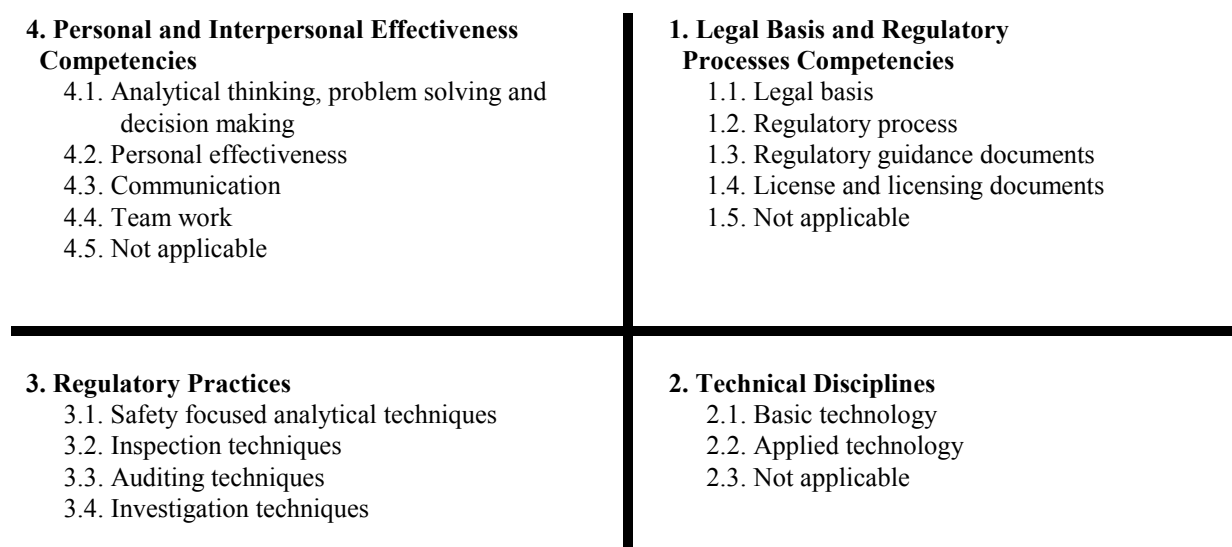 4. Personal and Interpersonal Effectiveness
Competencies
4.1. Analytical thinking, problem solving and
decision making
4.2. Personal effectiveness
4.3. Communication
4.4. Team work
4.5. Not applicable
1. Legal Basis and Regulatory
Processes Competencies
1.1. Legal basis
1.2. Regulatory process
1.3. Regulatory guidance documents
1.4. License and licensing documents
1.5. Not applicable
3. Regulatory Practices
3.1. Safety focused analytical techniques
3.2. Inspection techniques
3.3. Auditing techniques
3.4. Investigation techniques
2. Technical Disciplines
2.1. Basic technology
2.2. Applied technology
2.3. Not applicable